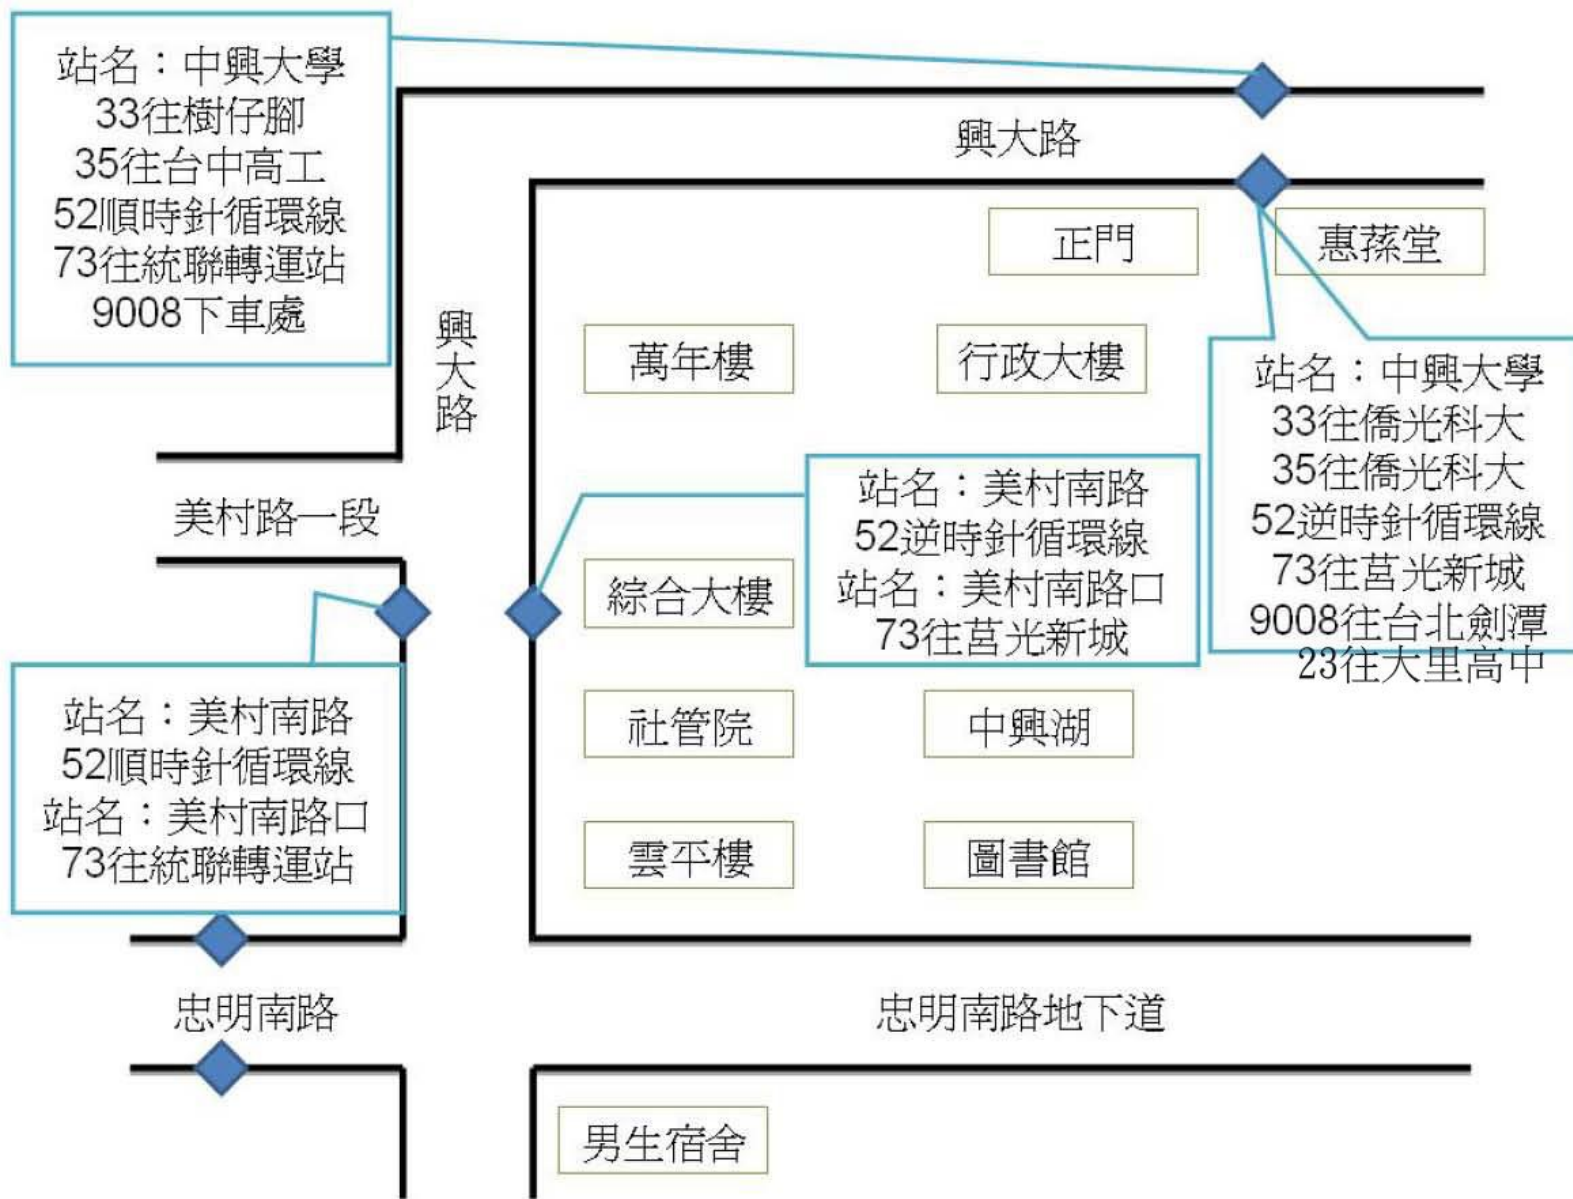 站名：中興大學
33往樹仔腳
35往台中高工
52順時針循環線
73往統聯轉運站
9008下車處
興大路
正門
惠蓀堂
興大路
萬年樓
行政大樓
站名：中興大學
33往僑光科大
35往僑光科大
52逆時針循環線
73往莒光新城
9008往台北劍潭
23往大里高中
美村路一段
站名：美村南路
52逆時針循環線
站名：美村南路口
73往莒光新城
綜合大樓
站名：美村南路
52順時針循環線
站名：美村南路口
73往統聯轉運站
社管院
中興湖
雲平樓
圖書館
忠明南路
忠明南路地下道
男生宿舍